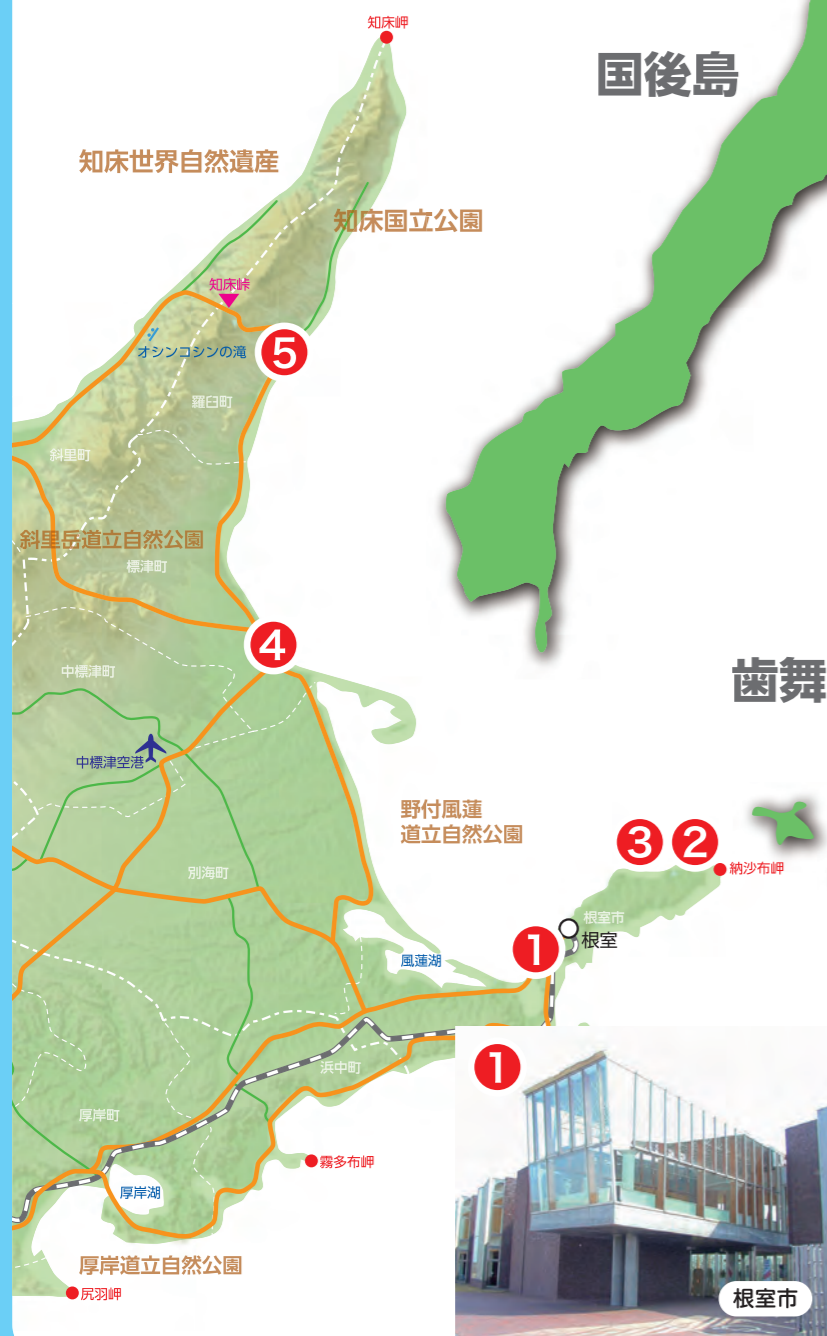 知床岬
国後島
知床世界自然遺産
知床国立公園
知床峠
オシンコシンの滝
5
羅臼町
斜里町
斜里岳道立自然公園
標津町
4
中標津町
歯舞
中標津空港
野付風蓮
道立自然公園
3
2
納沙布岬
別海町
根室市
根室
1
風蓮湖
浜中町
1
厚岸町
霧多布岬
厚岸湖
厚岸道立自然公園
尻羽岬
根室市